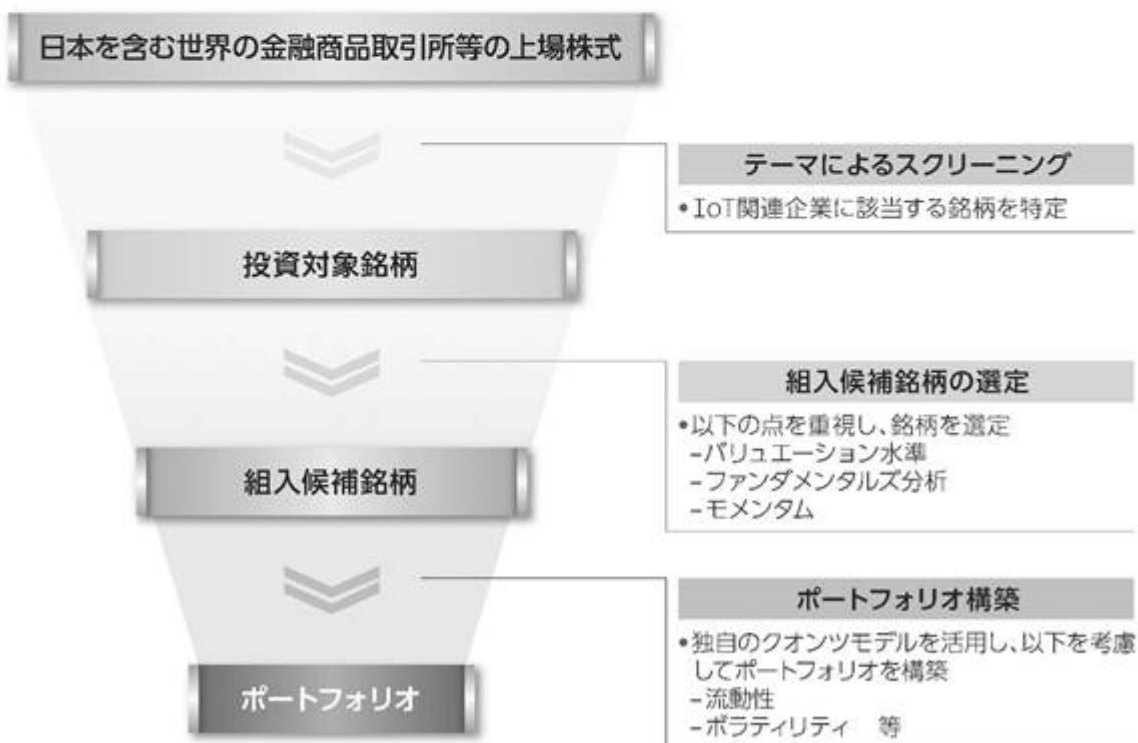 日本を含む世界の金融商品取引所等の上場株式
テーマによるスクリーニング
•IoT関連企業に該当する銘柄を特定
投資対象銘柄
組入候補銘柄の選定
•以下の点を重視し、銘柄を選定
-バリュエーション水準
-ファンダメンタルズ分析
-モメンタム
組入候補銘柄
ポートフォリオ構築
•独自のクオンツモデルを活用し、以下を考慮
してポートフォリオを構築
-流動性
-ボラティリティ　等
ポートフォリオ